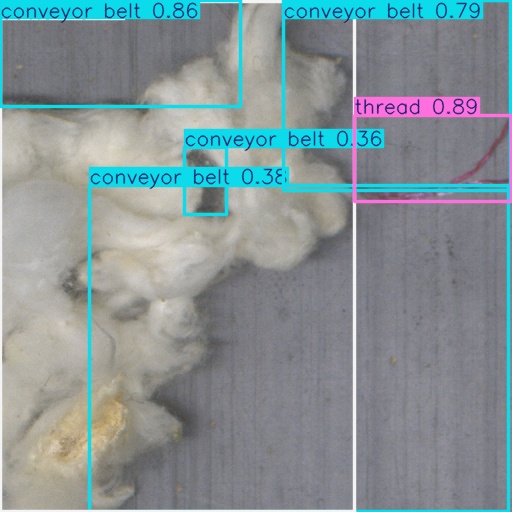 conveyor belt 0.86
conveyor belt 0.79
thread 0.89
conveyor belt 0.36
conveyor belt 0.38